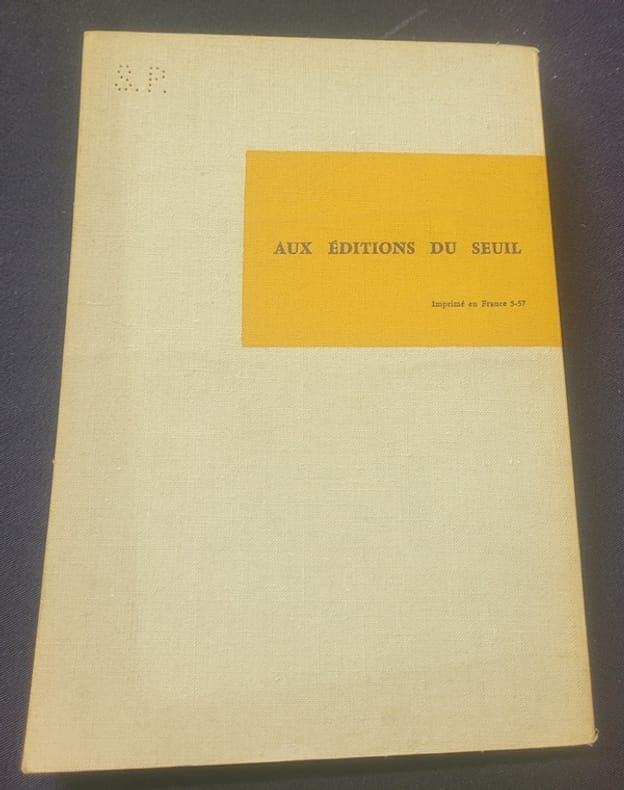 S.P.
AUX ÉDITIONS DU SEUIL
Imprimé en France 5-57